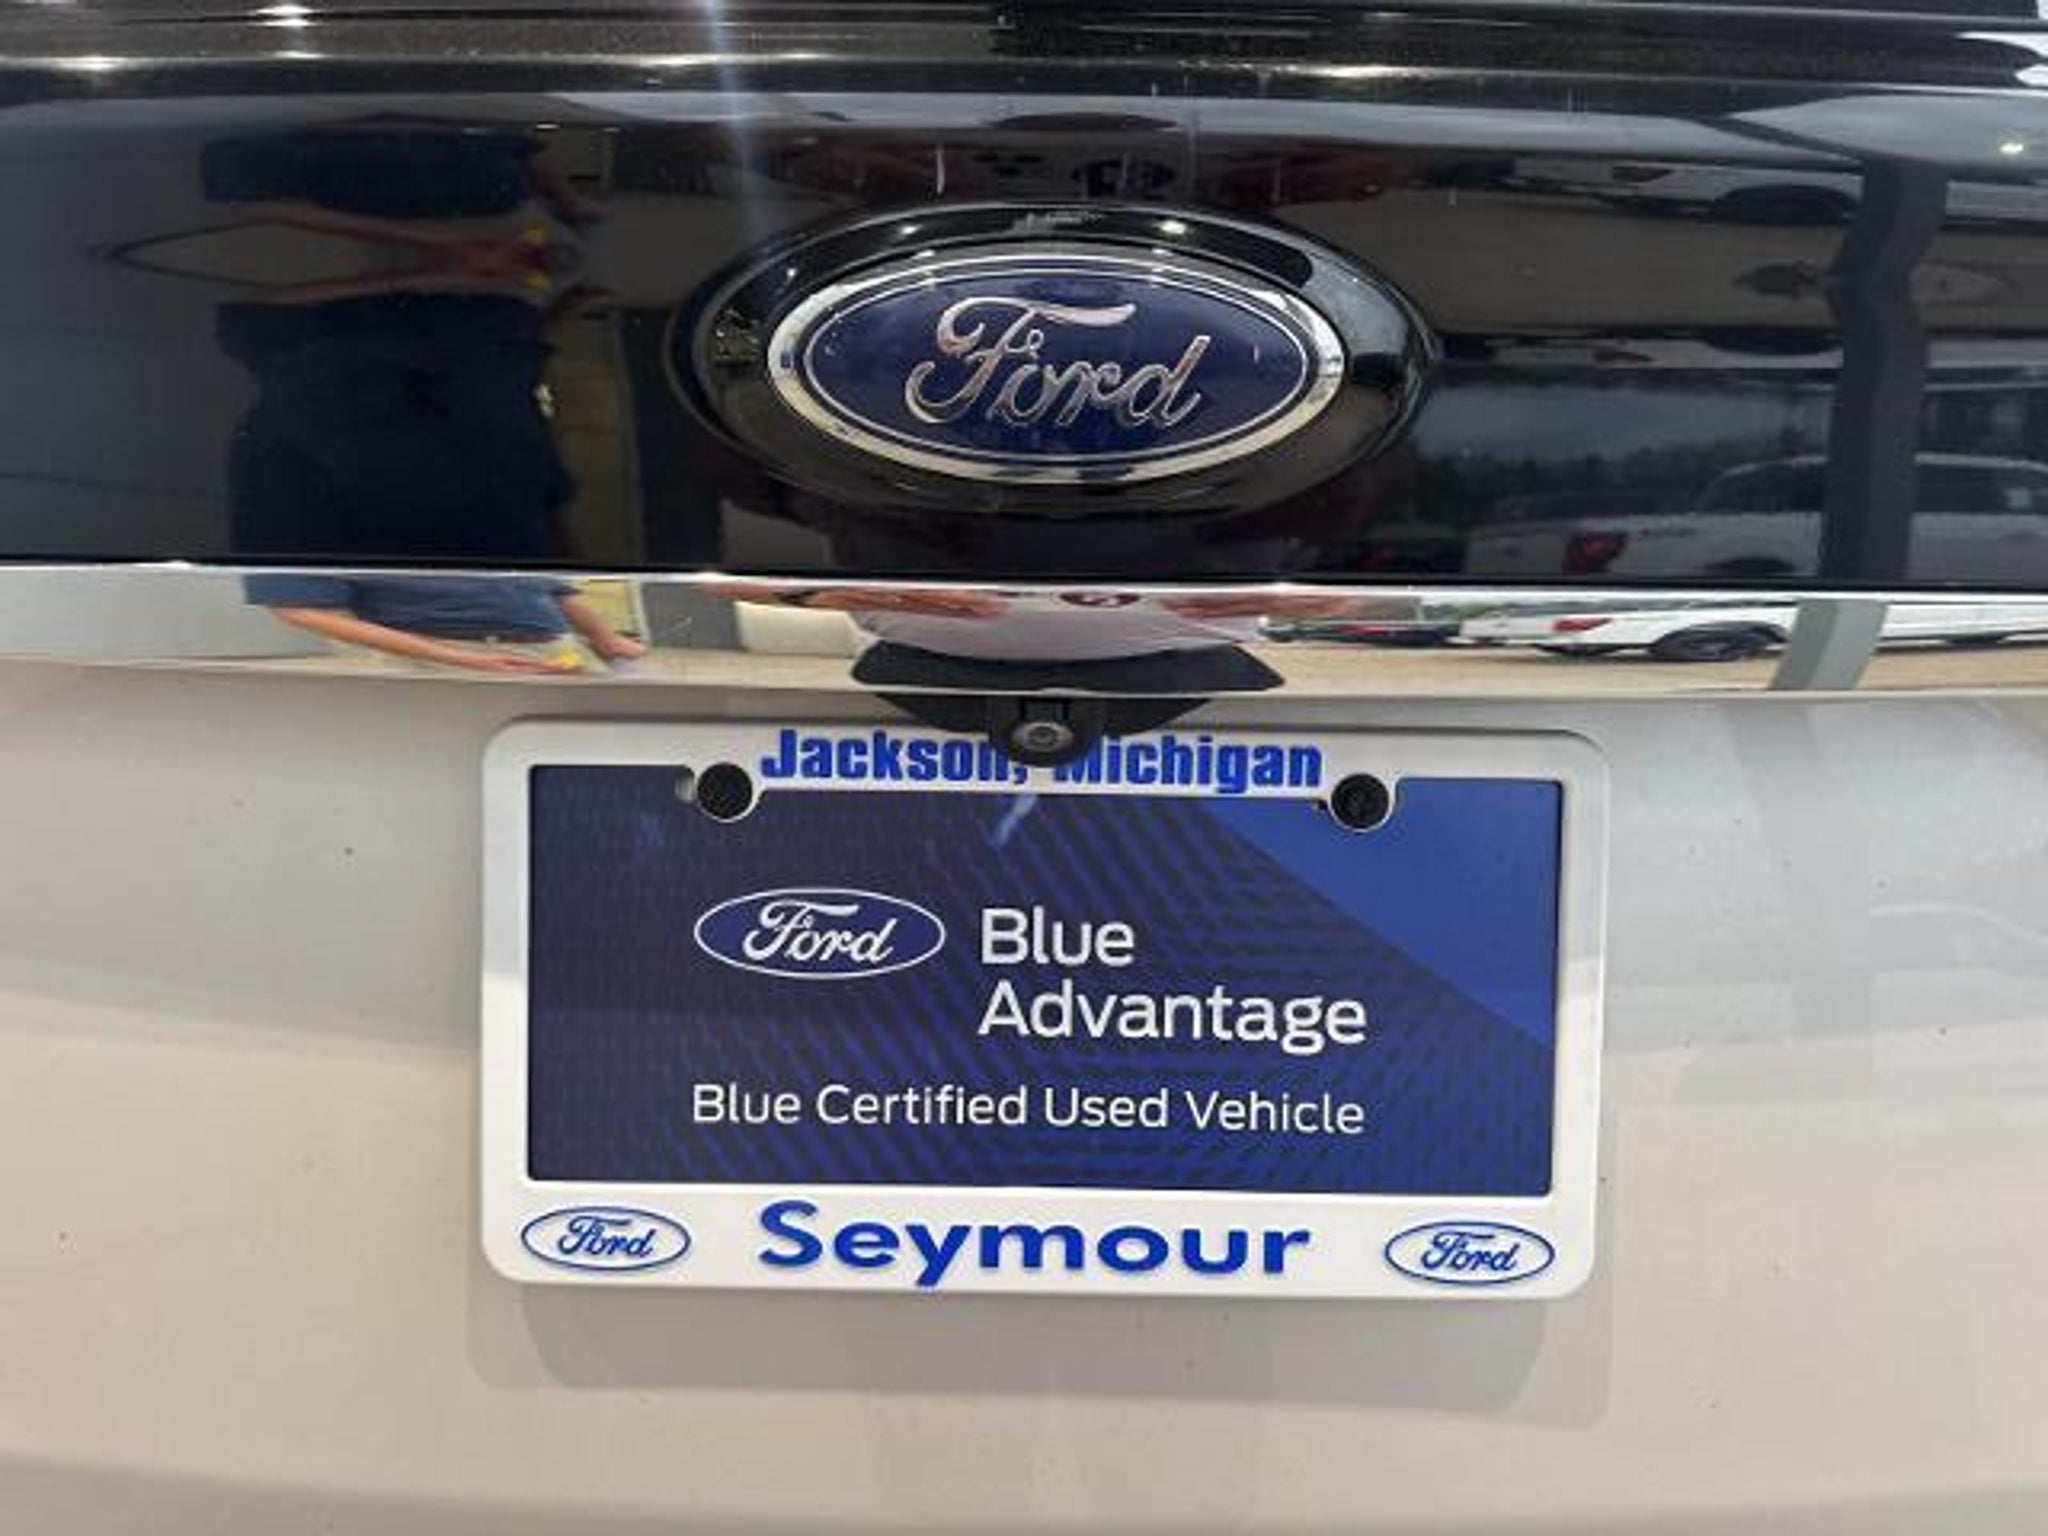 Ford
Jackson, Michigan
Ford
Blue
Advantage
Blue Certified Used Vehicle
Ford Seymour Ford